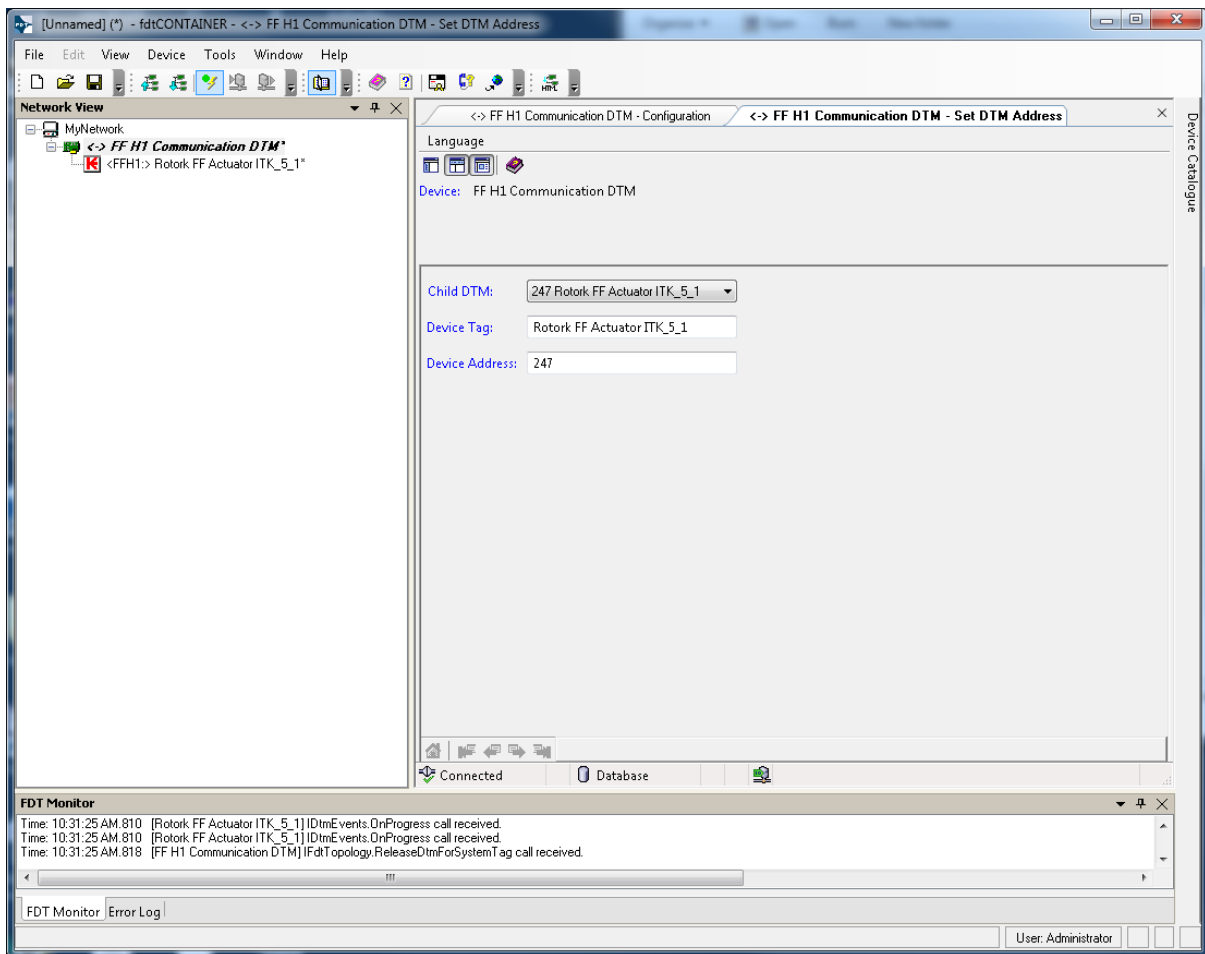 [Unnamed] (*) - fdtCONTAINER - <-> FF H1 Communication DTM - Set DTM Address
File Edit View Device Tools Window Help
Network View
MyNetwork
<-> FF H1 Communication DTM*
<FFH1:> Rotork FF Actuator ITK_5_1*
<-> FF H1 Communication DTM - Configuration
<-> FF H1 Communication DTM - Set DTM Address
Language
Device: FF H1 Communication DTM
Child DTM: 247 Rotork FF Actuator ITK_5_1
Device Tag: Rotork FF Actuator ITK_5_1
Device Address: 247
Connected Database
Device Catalogue
FDT Monitor
Time: 10:31:25 AM.810 [Rotork FF Actuator ITK_5_1] IDtmEvents.OnProgress call received.
Time: 10:31:25 AM.810 [Rotork FF Actuator ITK_5_1] IDtmEvents.OnProgress call received.
Time: 10:31:25 AM.818 [FF H1 Communication DTM] IFdtTopology.ReleaseDtmForSystemTag call received.
FDT Monitor Error Log
User: Administrator